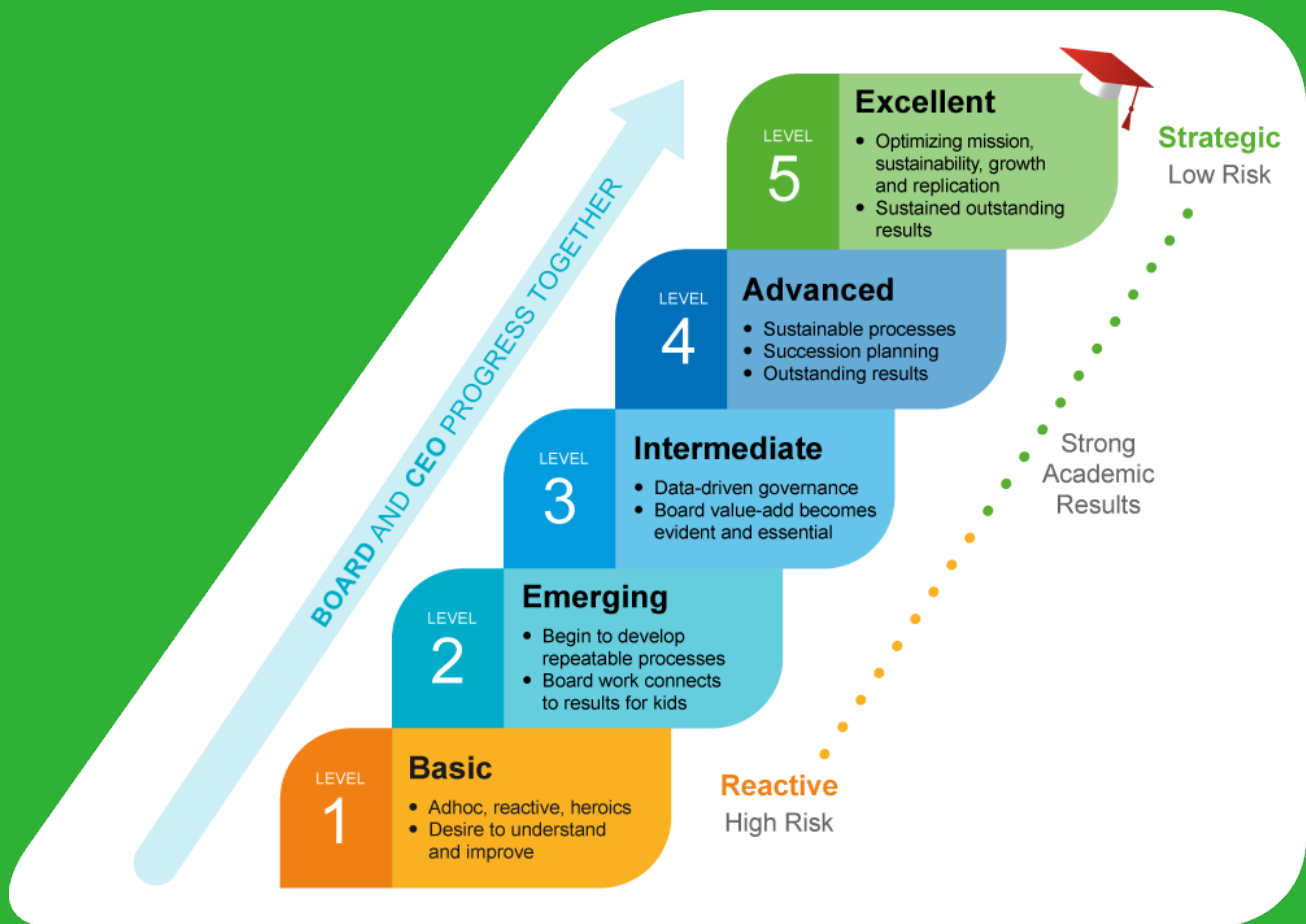 BOARD AND CEO PROGRESS TOGETHER
LEVEL
5
Excellent
• Optimizing mission,
sustainability, growth
and replication
• Sustained outstanding
results
Strategic
Low Risk
LEVEL
4
Advanced
• Sustainable processes
• Succession planning
• Outstanding results
LEVEL
3
Intermediate
• Data-driven governance
• Board value-add becomes
evident and essential
Strong
Academic
Results
LEVEL
2
Emerging
• Begin to develop
repeatable processes
• Board work connects
to results for kids
LEVEL
1
Basic
• Adhoc, reactive, heroics
• Desire to understand
and improve
Reactive
High Risk